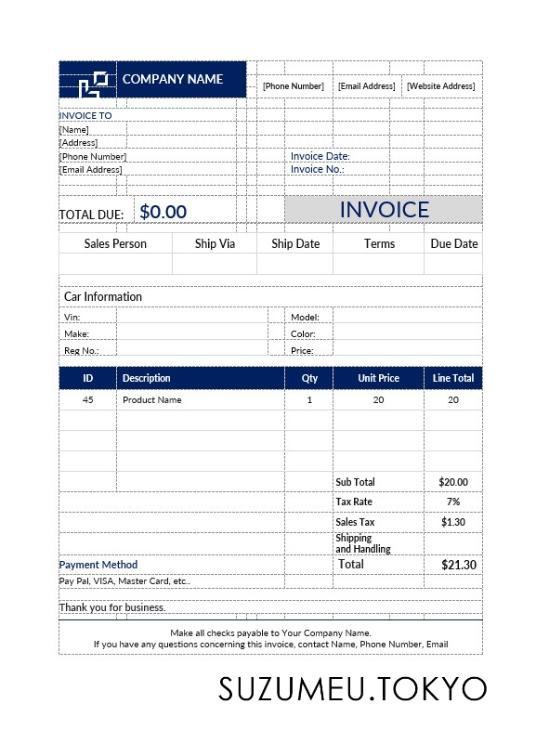 COMPANY NAME
[Phone Number] [Email Address] [Website Address]
INVOICE TO
[Name]
[Address]
[Phone Number] Invoice Date:
[Email Address] Invoice No.:
TOTAL DUE: $0.00 INVOICE
Sales Person Ship Via Ship Date Terms Due Date
Car Information
Vin: Model:
Make: Color:
Reg No.: Price:
ID Description Qty Unit Price Line Total
45 Product Name 1 20 20
Sub Total $20.00
Tax Rate 7%
Sales Tax $1.30
Shipping
and Handling
Payment Method Total $21.30
Pay Pal, VISA, Master Card, etc..
Thank you for business.
Make all checks payable to Your Company Name.
If you have any questions concerning this invoice, contact Name, Phone Number, Email
SUZUMEU.TOKYO